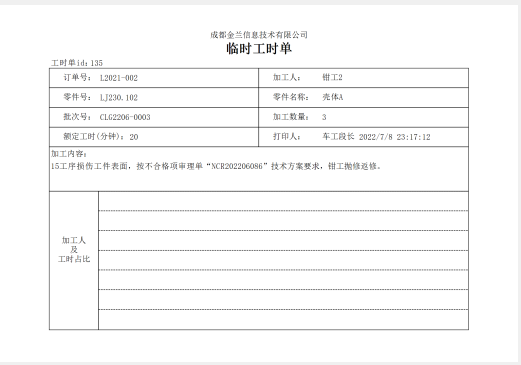 成都金兰信息技术有限公司
临时工时单
工时单id: 135
订单号: L2021-002 加工人: 钳工2
零件号: LJ230.102 零件名称: 壳体A
批次号: CLG2206-0003 加工数量: 3
额定工时(分钟): 20 打印人: 车工段长 2022/7/8 23:17:12
加工内容:
15工序损伤工件表面, 按不合格项审理单“NCR202206086”技术方案要求, 钳工抛修返修。
加工人
及
工时占比